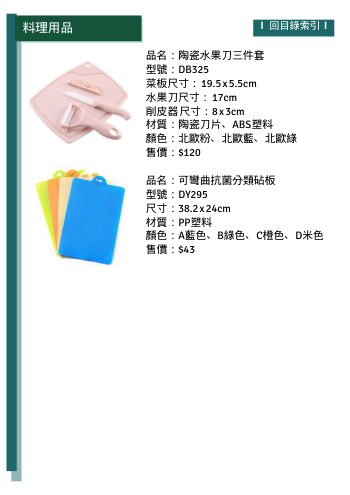 料理用品
I 回目錄索引 I
品名：陶瓷水果刀三件套
型號：DB325
菜板尺寸： 19.5x5.5cm
水果刀尺寸： 17cm
削皮器尺寸：8x3cm
材質：陶瓷刀片、ABS塑料
顏色：北歐粉、北歐藍、北歐綠
售價：$120
品名：可彎曲抗菌分類砧板
型號：DY295
尺寸：38.2x24cm
材質：PP塑料
顏色：A藍色、B綠色、C橙色、D米色
售價：$43